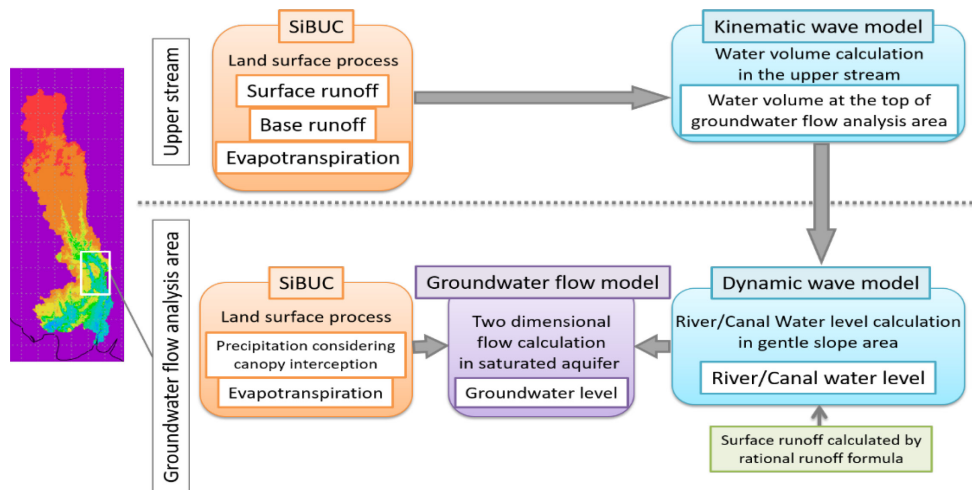 Upper stream
SiBUC
Land surface process
Surface runoff
Base runoff
Evapotranspiration
Kinematic wave model
Water volume calculation
in the upper stream
Water volume at the top of
groundwater flow analysis area
Groundwater flow analysis area
SiBUC
Land surface process
Precipitation considering
canopy interception
Evapotranspiration
Groundwater flow model
Two dimensional
flow calculation
in saturated aquifer
Groundwater level
Dynamic wave model
River/Canal Water level calculation
in gentle slope area
River/Canal water level
Surface runoff calculated by
rational runoff formula